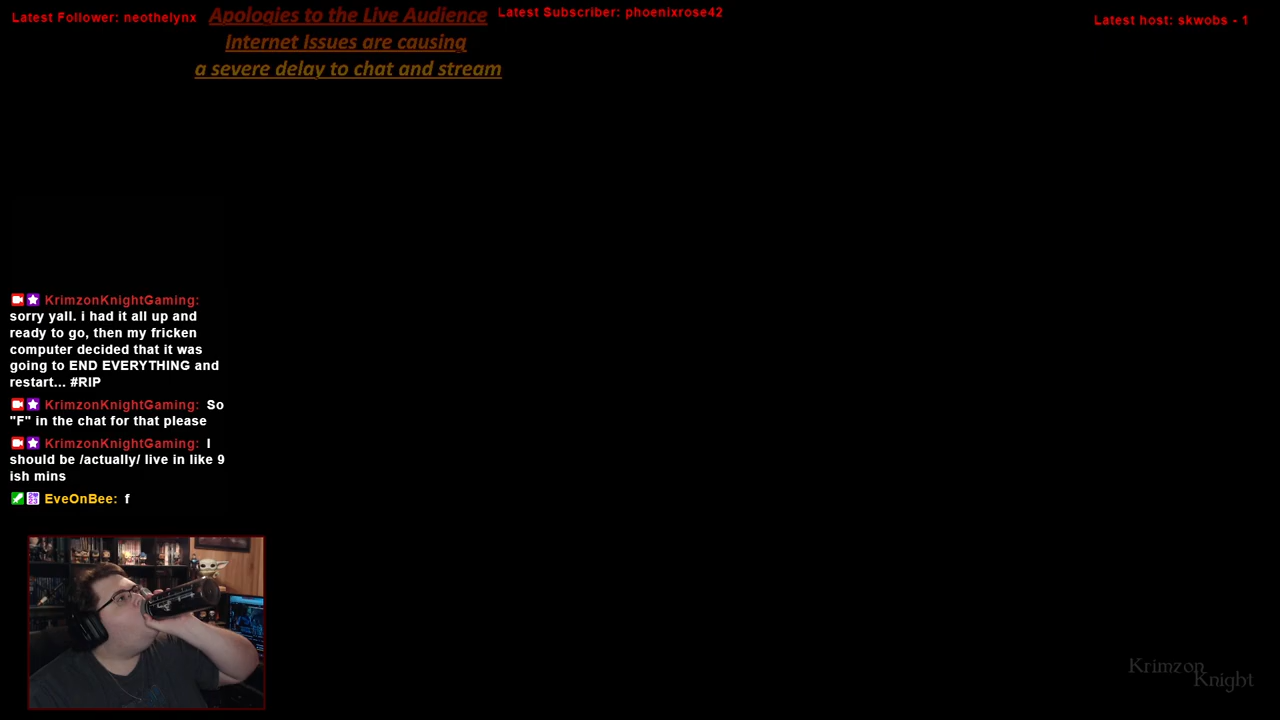 Latest Follower: neothelynx
Apologies to the Live Audience
Internet Issues are causing
a severe delay to chat and stream
Latest Subscriber: phoenixrose42
Latest host: skwobs - 1
KrimzonKnightGaming:
sorry yall. i had it all up and
ready to go, then my fricken
computer decided that it was
going to END EVERYTHING and
restart... #RIP
KrimzonKnightGaming: So
"F" in the chat for that please
KrimzonKnightGaming: I
should be /actually/ live in like 9
ish mins
EveOnBee: f
Krimzon
Knight